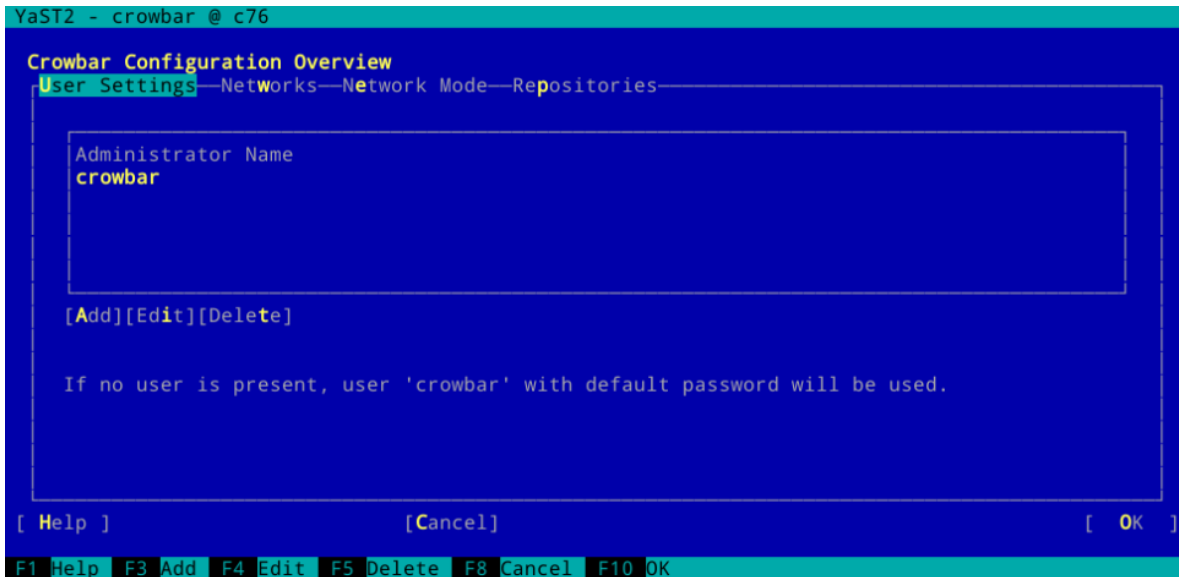 YaST2 - crowbar @ c76
Crowbar Configuration Overview
User Settings—Networks—Network Mode—Repositories
Administrator Name
crowbar
[Add][Edit][Delete]
If no user is present, user 'crowbar' with default password will be used.
[ Help ] [Cancel] [ OK ]
F1 Help F3 Add F4 Edit F5 Delete F8 Cancel F10 OK